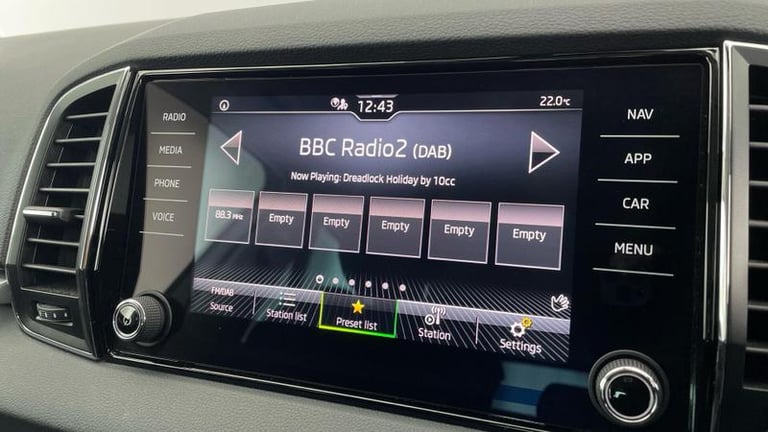 12:43
22.0°C
RADIO
MEDIA
PHONE
VOICE
BBC Radio2 (DAB)
Now Playing: Dreadlock Holiday by 10cc
88.3 MHz
Empty
Empty
Empty
Empty
Empty
FM/DAB
Source
Station list
Preset list
Station
Settings
NAV
APP
CAR
MENU